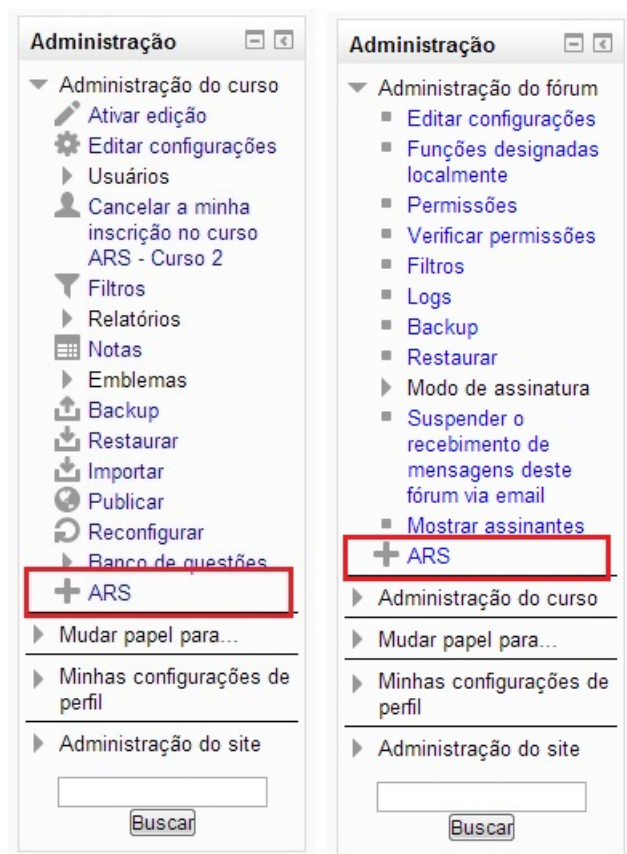 Administração
Administração do curso
Ativar edição
Editar configurações
Usuários
Cancelar a minha
inscrição no curso
ARS - Curso 2
Filtros
Relatórios
Notas
Emblemas
Backup
Restaurar
Importar
Publicar
Reconfigurar
Banco de questões
ARS
Mudar papel para...
Minhas configurações de
perfil
Administração do site
Buscar
Administração
Administração do fórum
Editar configurações
Funções designadas
localmente
Permissões
Verificar permissões
Filtros
Logs
Backup
Restaurar
Modo de assinatura
Suspender o
recebimento de
mensagens deste
fórum via email
Mostrar assinantes
ARS
Administração do curso
Mudar papel para...
Minhas configurações de
perfil
Administração do site
Buscar